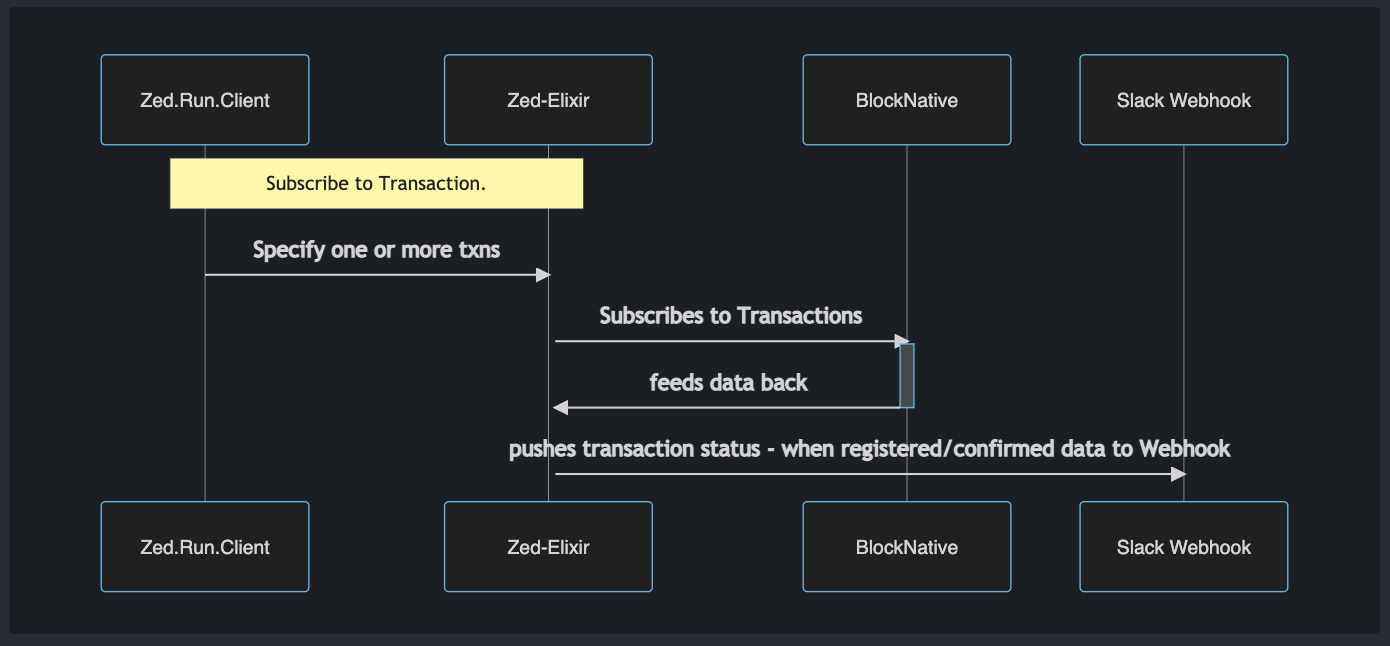 Zed.Run.Client
Zed-Elixir
BlockNative
Slack Webhook
Subscribe to Transaction.
Specify one or more txns
Subscribes to Transactions
feeds data back
pushes transaction status - when registered/confirmed data to Webhook
Zed.Run.Client
Zed-Elixir
BlockNative
Slack Webhook